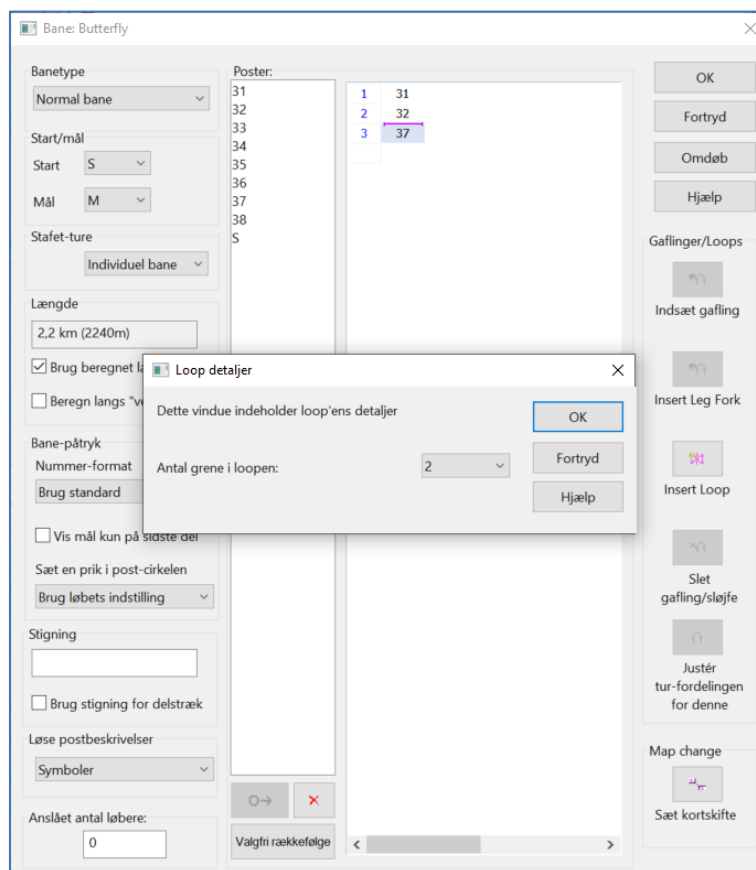 Bane: Butterfly
Banetype
Normal bane
Start/mål
Start
S
Mål
M
Stafet-ture
Individuel bane
Længde
2,2 km (2240m)
Brug beregnet
Beregn langs
Bane-påtryk
Nummer-format
Brug standard
Vis mål kun på sidste del
Sæt en prik i post-cirkelen
Brug løbets indstilling
Stigning
Brug stigning for delstræk
Løse postbeskrivelser
Symboler
Anslået antal løbere:
0
Poster:
31
32
33
34
35
36
37
38
S
Valgfri rækkefølge
1 31
2 32
3 37
Loop detaljer
Dette vindue indeholder loop'ens detaljer
Antal grene i loopen:
2
OK
Fortryd
Hjælp
OK
Fortryd
Omdøb
Hjælp
Gaflinger/Loops
Indsæt gafling
Insert Leg Fork
Insert Loop
Slet
gafling/sløjfe
Justér
tur-fordelingen
for denne
Map change
Sæt kortskifte